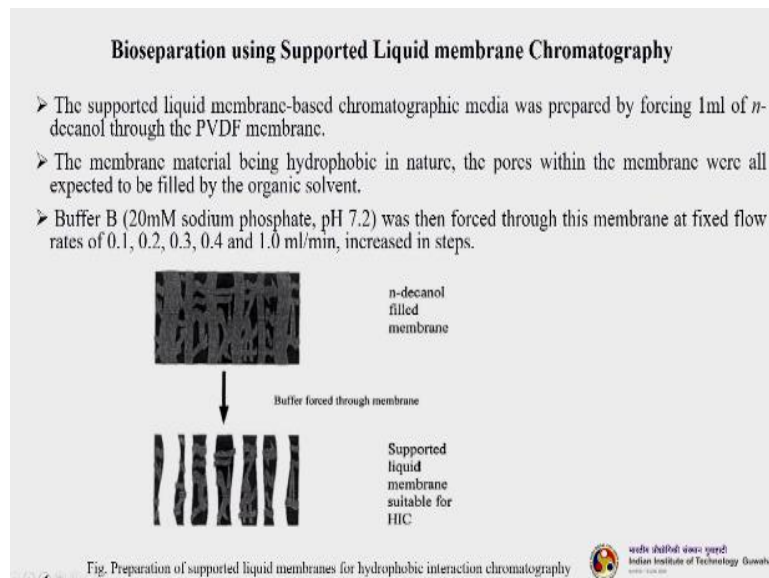 Bioseparation using Supported Liquid membrane Chromatography
➢ The supported liquid membrane-based chromatographic media was prepared by forcing 1ml of n-
decanol through the PVDF membrane.
➢ The membrane material being hydrophobic in nature, the pores within the membrane were all
expected to be filled by the organic solvent.
➢ Buffer B (20mM sodium phosphate, pH 7.2) was then forced through this membrane at fixed flow
rates of 0.1, 0.2, 0.3, 0.4 and 1.0 ml/min, increased in steps.
n-decanol
filled
membrane
Buffer forced through membrane
Supported
liquid
membrane
suitable for
HIC
Fig. Preparation of supported liquid membranes for hydrophobic interaction chromatography
भारतीय प्रौद्योगिकी संस्थान गुवाहाटी
Indian Institute of Technology Guwah